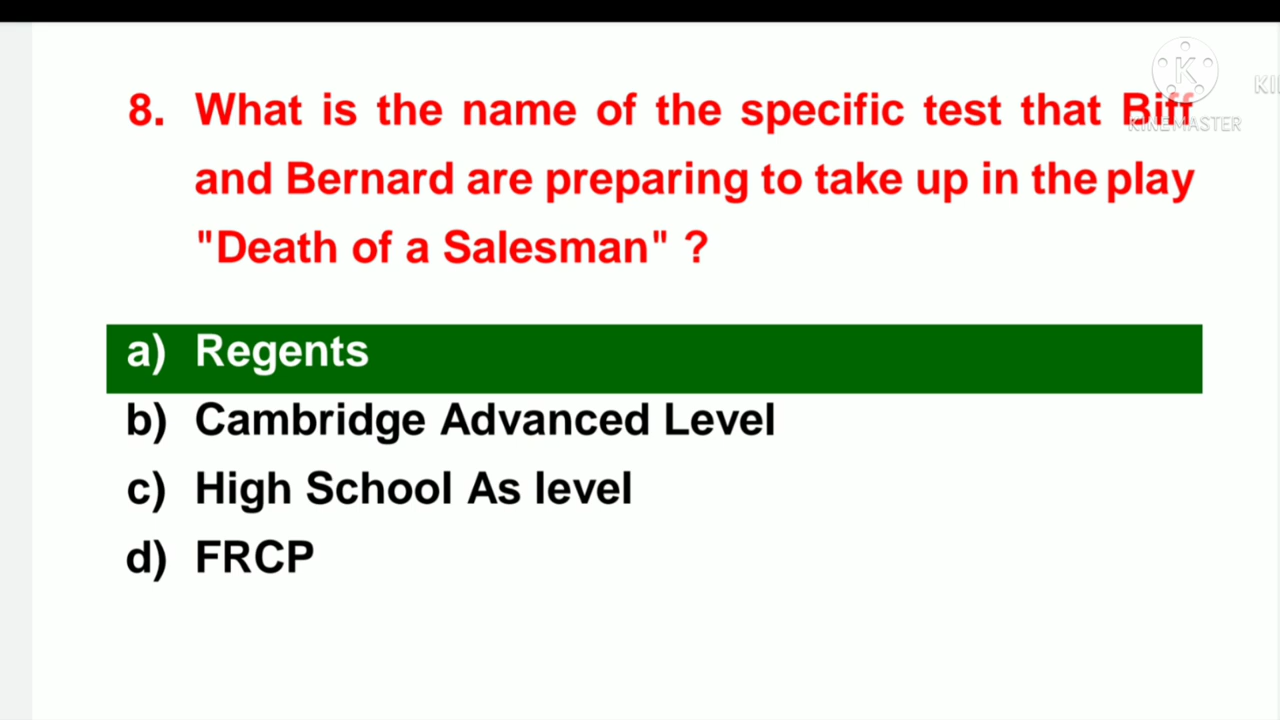 8. What is the name of the specific test that Biff
and Bernard are preparing to take up in the play
"Death of a Salesman" ?
a) Regents
b) Cambridge Advanced Level
c) High School As level
d) FRCP
K
KINEMASTER